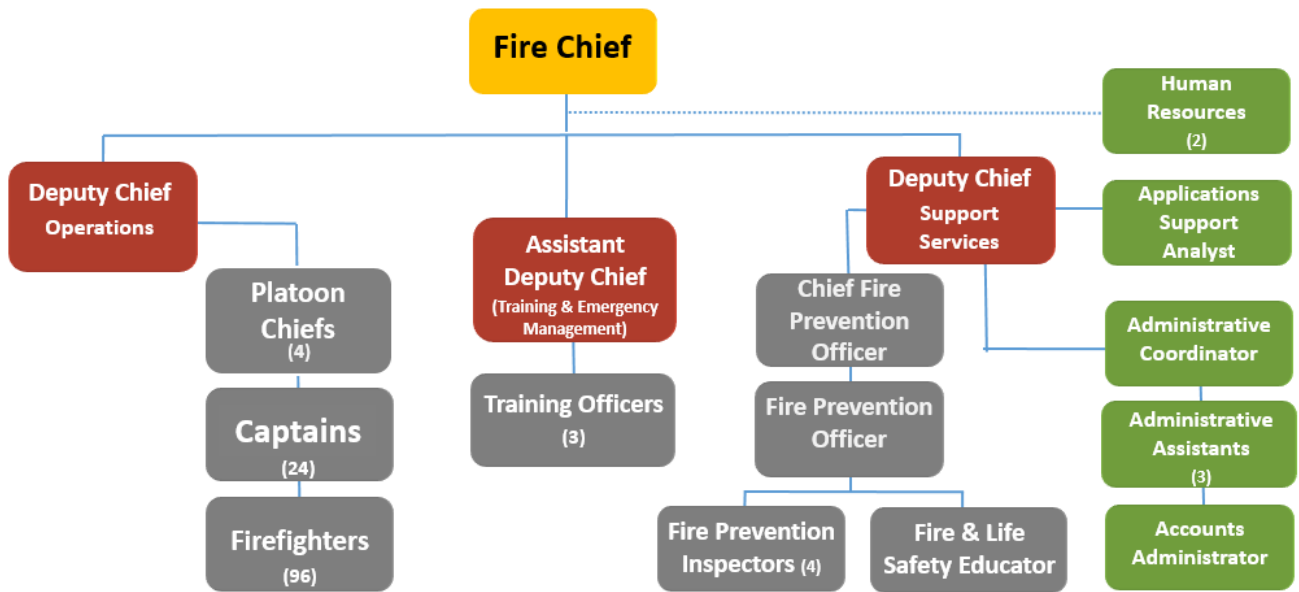 Fire Chief
Human
Resources
(2)
Deputy Chief
Operations
Deputy Chief
Support
Services
Applications
Support
Analyst
Assistant
Deputy Chief
(Training & Emergency
Management)
Platoon
Chiefs
(4)
Chief Fire
Prevention
Officer
Administrative
Coordinator
Captains
(24)
Training Officers
(3)
Fire Prevention
Officer
Administrative
Assistants
(3)
Firefighters
(96)
Fire Prevention
Inspectors (4)
Fire & Life
Safety Educator
Accounts
Administrator